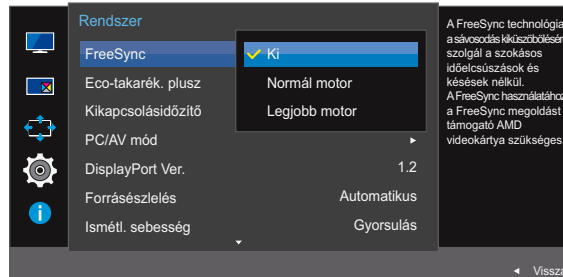 Rendszer
FreeSync
Ki
Eco-takarék. plusz
Normál motor
Kikapcsolásidőzítő
Legjobb motor
PC/AV mód
DisplayPort Ver.
1.2
Forrásészlelés
Automatikus
Ismétl. sebesség
Gyorsulás
A FreeSync technológia
a sávosodás kiküszöbölésére
szolgál a szokásos
időelcsúszások és
késések nélkül.
A FreeSync használatához
a FreeSync megoldást
támogató AMD
videokártya szükséges
Vissza